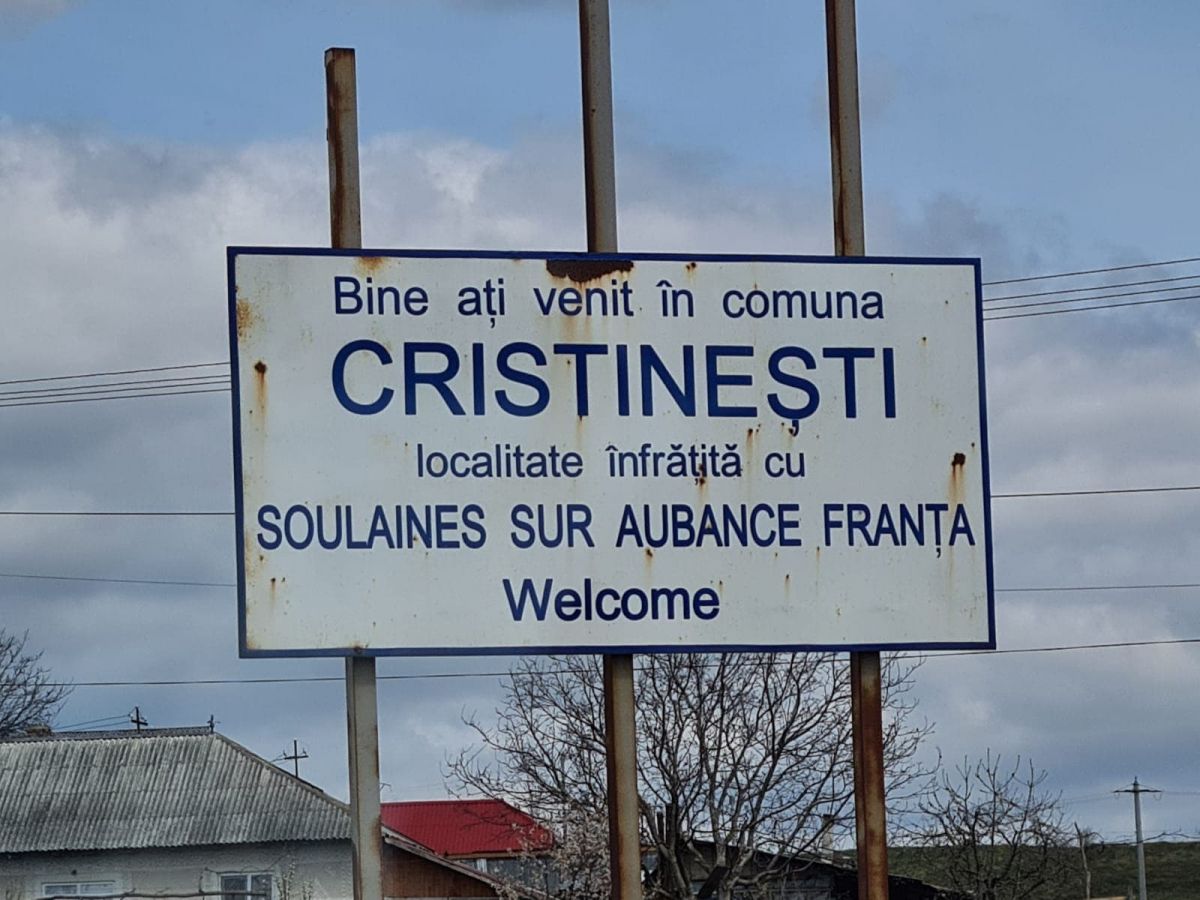 Bine ați venit în comuna
CRISTINEȘTI
localitate înfrățită cu
SOULAINES SUR AUBANCE FRANȚA
Welcome